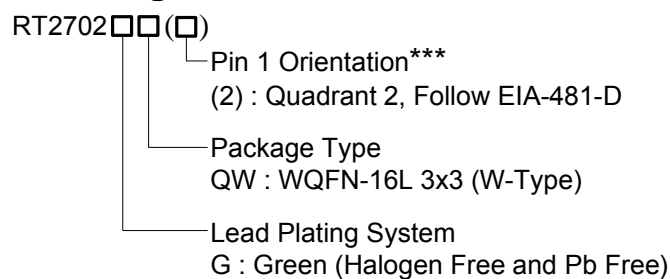 RT2702□□(□)
Pin 1 Orientation***
(2) : Quadrant 2, Follow EIA-481-D
Package Type
QW : WQFN-16L 3x3 (W-Type)
Lead Plating System
G : Green (Halogen Free and Pb Free)